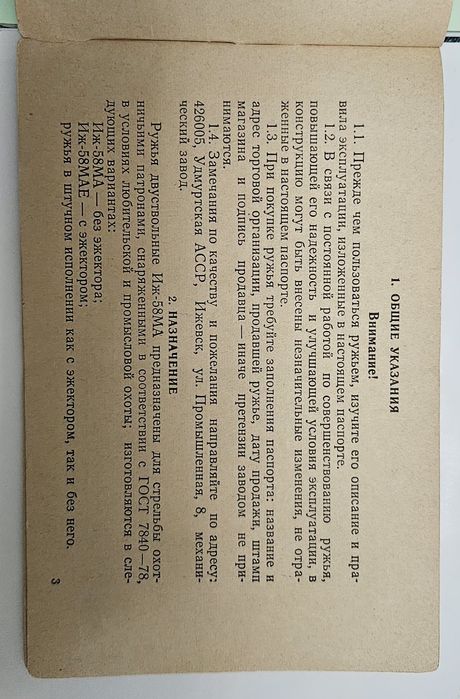 1. ОБЩИЕ УКАЗАНИЯ
Внимание!
1.1. Прежде чем пользоваться ружьем, изучите его описание и пра-
вила эксплуатации, изложенные в настоящем паспорте.
1.2. В связи с постоянной работой по совершенствованию ружья,
повышающей его надежность и улучшающей условия эксплуатации, в
конструкцию могут быть внесены незначительные изменения, не отра-
женные в настоящем паспорте.
1.3. При покупке ружья требуйте заполнения паспорта: название и
адрес торговой организации, продавшей ружье, дату продажи, штамп
магазина и подпись продавца — иначе претензии заводом не при-
нимаются.
1.4. Замечания по качеству и пожелания направляйте по адресу:
426005, Удмуртская АССР, Ижевск, ул. Промышленная, 8, механи-
ческий завод.
2. НАЗНАЧЕНИЕ
Ружья двуствольные Иж-58МА предназначены для стрельбы охот-
ничьими патронами, снаряженными в соответствии с ГОСТ 7840—78,
в условиях любительской и промысловой охоты; изготовляются в сле-
дующих вариантах:
Иж-58МА — без эжектора;
Иж-58МАЕ — с эжектором;
ружья в штучном исполнении как с эжектором, так и без него.
3